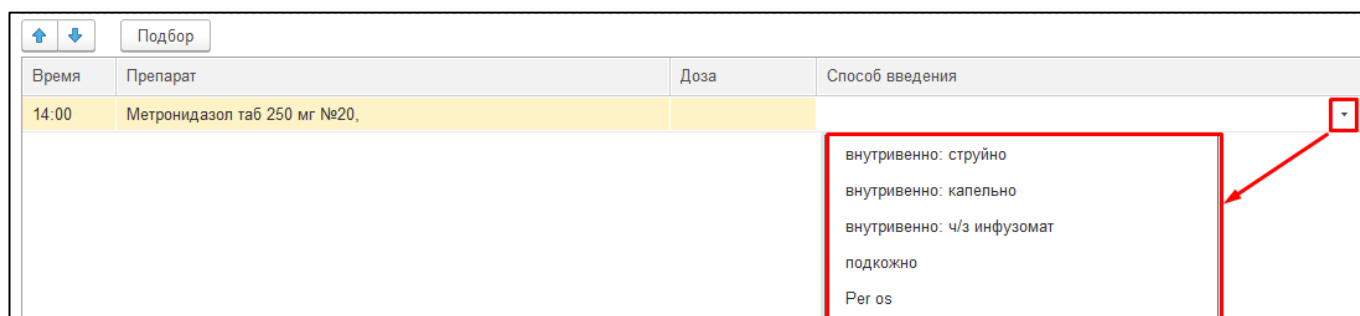 Подбор
Время Препарат Доза Способ введения
14:00 Метронидазол таб 250 мг №20,
внутривенно: струйно
внутривенно: капельно
внутривенно: ч/з инфузомат
подкожно
Per os